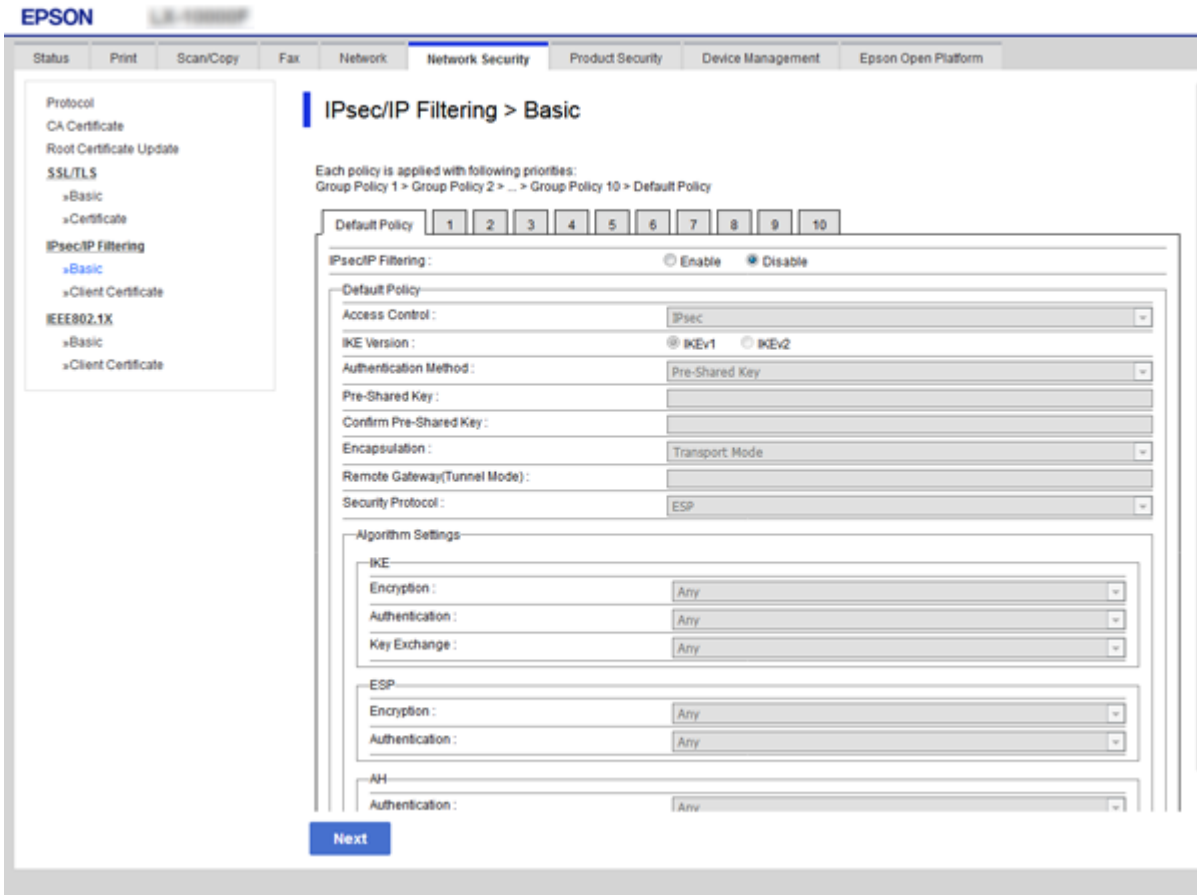 EPSON
Status Print Scan/Copy Fax Network Network Security Product Security Device Management Epson Open Platform
Protocol
CA Certificate
Root Certificate Update
SSL/TLS
»Basic
»Certificate
IPsec/IP Filtering
»Basic
»Client Certificate
IEEE802.1X
»Basic
»Client Certificate
IPsec/IP Filtering > Basic
Each policy is applied with following priorities:
Group Policy 1 > Group Policy 2 > ... > Group Policy 10 > Default Policy
Default Policy 1 2 3 4 5 6 7 8 9 10
IPsec/IP Filtering : Enable Disable
Default Policy
Access Control : IPsec
IKE Version : IKEv1 IKEv2
Authentication Method : Pre-Shared Key
Pre-Shared Key :
Confirm Pre-Shared Key :
Encapsulation : Transport Mode
Remote Gateway(Tunnel Mode) :
Security Protocol : ESP
Algorithm Settings
IKE
Encryption : Any
Authentication : Any
Key Exchange : Any
ESP
Encryption : Any
Authentication : Any
AH
Authentication : Any
Next